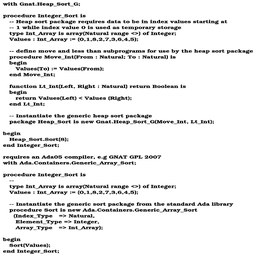 with Gnat.Heap_Sort_G;
procedure Integer_Sort is
-- Heap sort package requires data to be in index values starting at
-- 1 while index value 0 is used as temporary storage
type Int_Array is array(Natural range <>) of Integer;
Values : Int_Array := (0,1,8,2,7,3,6,4,5);
-- define move and less than subprograms for use by the heap sort package
procedure Move_Int(From : Natural; To : Natural) is
begin
Values(To) := Values(From);
end Move_Int;
function Lt_Int(Left, Right : Natural) return Boolean is
begin
return Values(Left) < Values (Right);
end Lt_Int;
-- Instantiate the generic heap sort package
package Heap_Sort is new Gnat.Heap_Sort_G(Move_Int, Lt_Int);
begin
Heap_Sort.Sort(8);
end Integer_Sort;
requires an Ada05 compiler, e.g GNAT GPL 2007
with Ada.Containers.Generic_Array_Sort;
procedure Integer_Sort is
--
type Int_Array is array(Natural range <>) of Integer;
Values : Int_Array := (0,1,8,2,7,3,6,4,5);
-- Instantiate the generic sort package from the standard Ada library
procedure Sort is new Ada.Containers.Generic_Array_Sort
(Index_Type => Natural,
Element_Type => Integer,
Array_Type => Int_Array);
begin
Sort(Values);
end Integer_Sort;